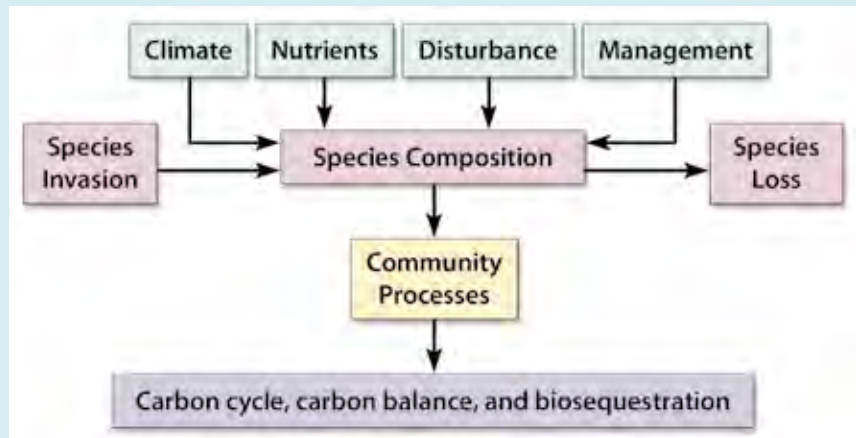 Climate
Nutrients
Disturbance
Management
Species
Invasion
Species Composition
Species
Loss
Community
Processes
Carbon cycle, carbon balance, and biosequestration